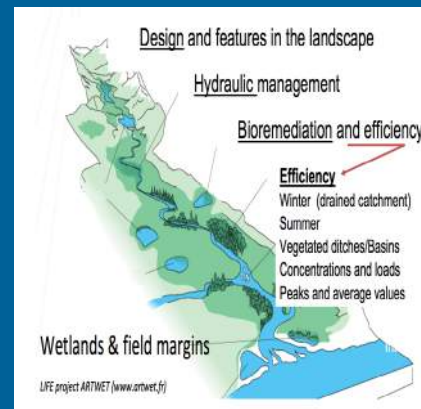 Design and features in the landscape
Hydraulic management
Bioremediation and efficiency
Efficiency
Winter (drained catchment)
Summer
Vegetated ditches/Basins
Concentrations and loads
Peaks and average values
Wetlands & field margins
LIFE project ARTWET (www.artwet.fr)